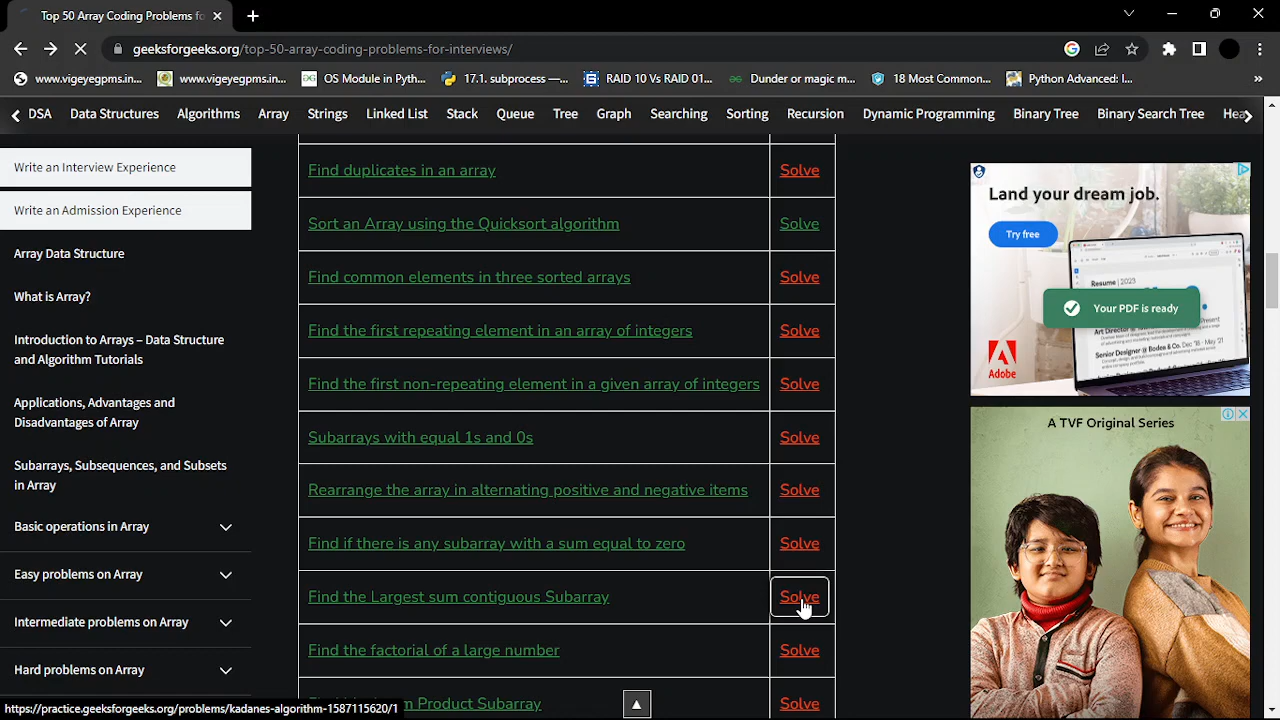 Top 50 Array Coding Problems fo
geeksforgeeks.org/top-50-array-coding-problems-for-interviews/
www.vigeyegpms.in...
www.vigeyegpms.in...
OS Module in Pyth...
17.1. subprocess —...
RAID 10 Vs RAID 01...
Dunder or magic m...
18 Most Common...
Python Advanced: I...
DSA
Data Structures
Algorithms
Array
Strings
Linked List
Stack
Queue
Tree
Graph
Searching
Sorting
Recursion
Dynamic Programming
Binary Tree
Binary Search Tree
Write an Interview Experience
Write an Admission Experience
Array Data Structure
What is Array?
Introduction to Arrays – Data Structure
and Algorithm Tutorials
Applications, Advantages and
Disadvantages of Array
Subarrays, Subsequences, and Subsets
in Array
Basic operations in Array
Easy problems on Array
Intermediate problems on Array
Hard problems on Array
https://practice.geeksforgeeks.org/problems/kadanes-algorithm-1587115620/1
Find duplicates in an array Solve
Sort an Array using the Quicksort algorithm Solve
Find common elements in three sorted arrays Solve
Find the first repeating element in an array of integers Solve
Find the first non-repeating element in a given array of integers Solve
Subarrays with equal 1s and 0s Solve
Rearrange the array in alternating positive and negative items Solve
Find if there is any subarray with a sum equal to zero Solve
Find the Largest sum contiguous Subarray Solve
Find the factorial of a large number Solve
Product Subarray Solve
Land your dream job.
Try free
Resume | 2023
Your PDF is ready
Adobe
A TVF Original Series